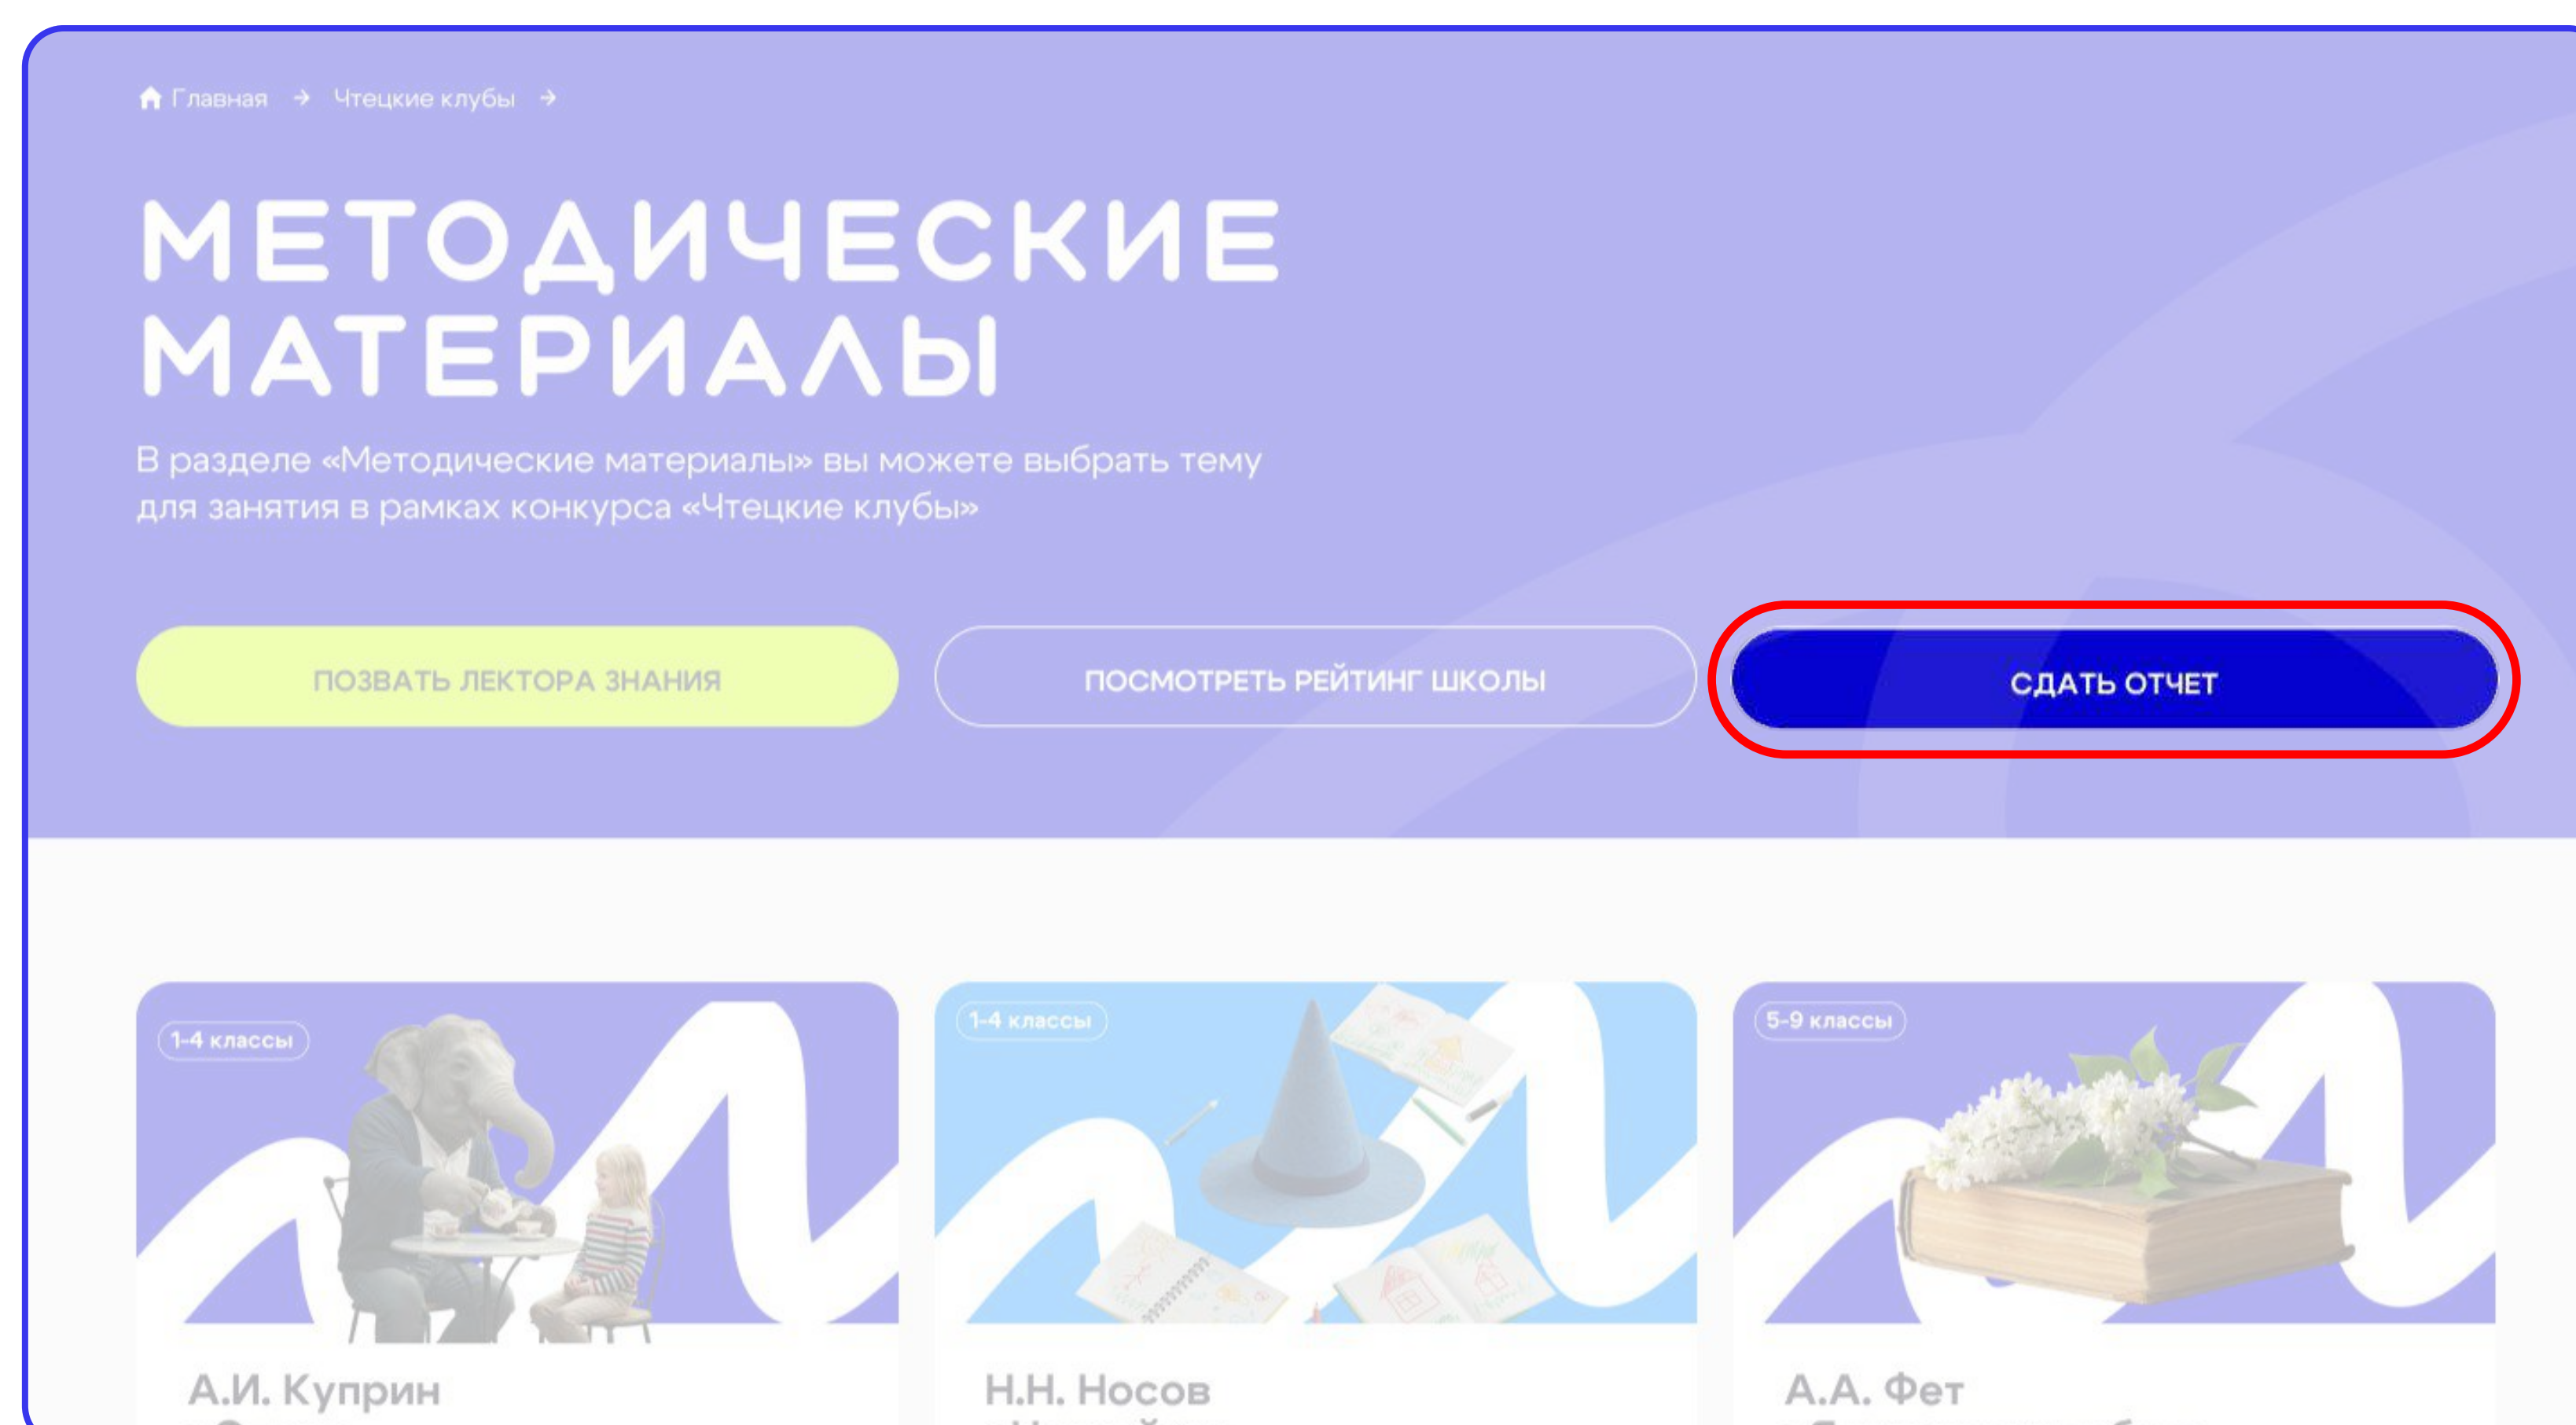 Главная → Чтецкие клубы →
МЕТОДИЧЕСКИЕ
МАТЕРИАЛЫ
В разделе «Методические материалы» вы можете выбрать тему
для занятия в рамках конкурса «Чтецкие клубы»
ПОЗВАТЬ ЛЕКТОРА ЗНАНИЯ
ПОСМОТРЕТЬ РЕЙТИНГ ШКОЛЫ
СДАТЬ ОТЧЕТ
1-4 классы
1-4 классы
5-9 классы
А.И. Куприн
Н.Н. Носов
А.А. Фет